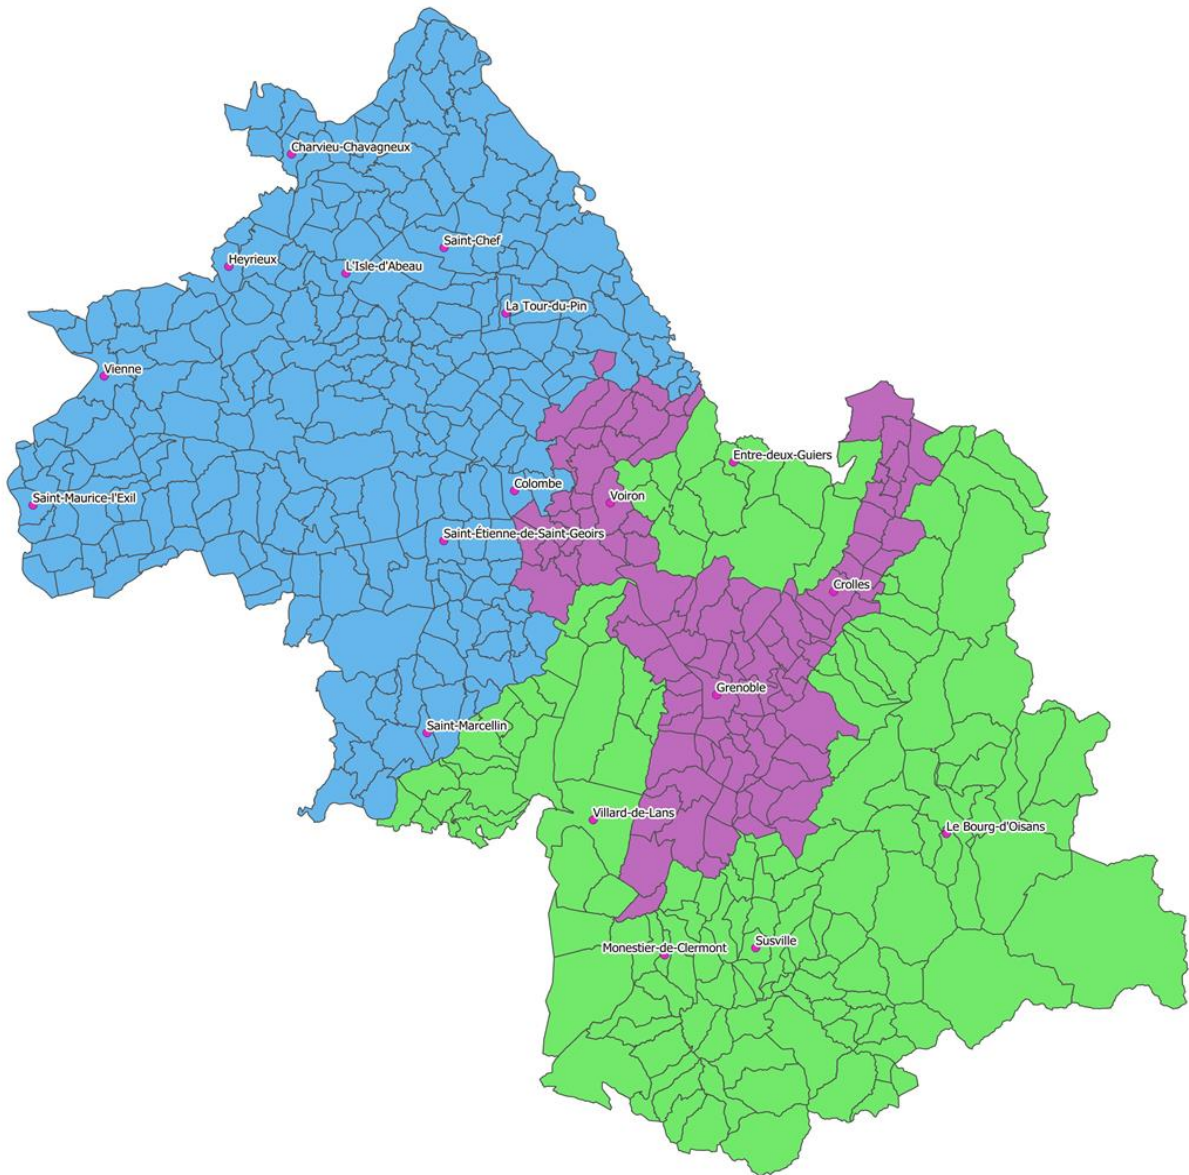 Charvieu-Chavagneux
Saint-Chef
Heyrieux
L'Isle-d'Abeau
La Tour-du-Pin
Vienne
Entre-deux-Guiers
Colombe
Saint-Maurice-l'Exil
Voiron
Saint-Étienne-de-Saint-Geoirs
Crolles
Grenoble
Saint-Marcellin
Villard-de-Lans
Le Bourg-d'Oisans
Monestier-de-Clermont
Susville